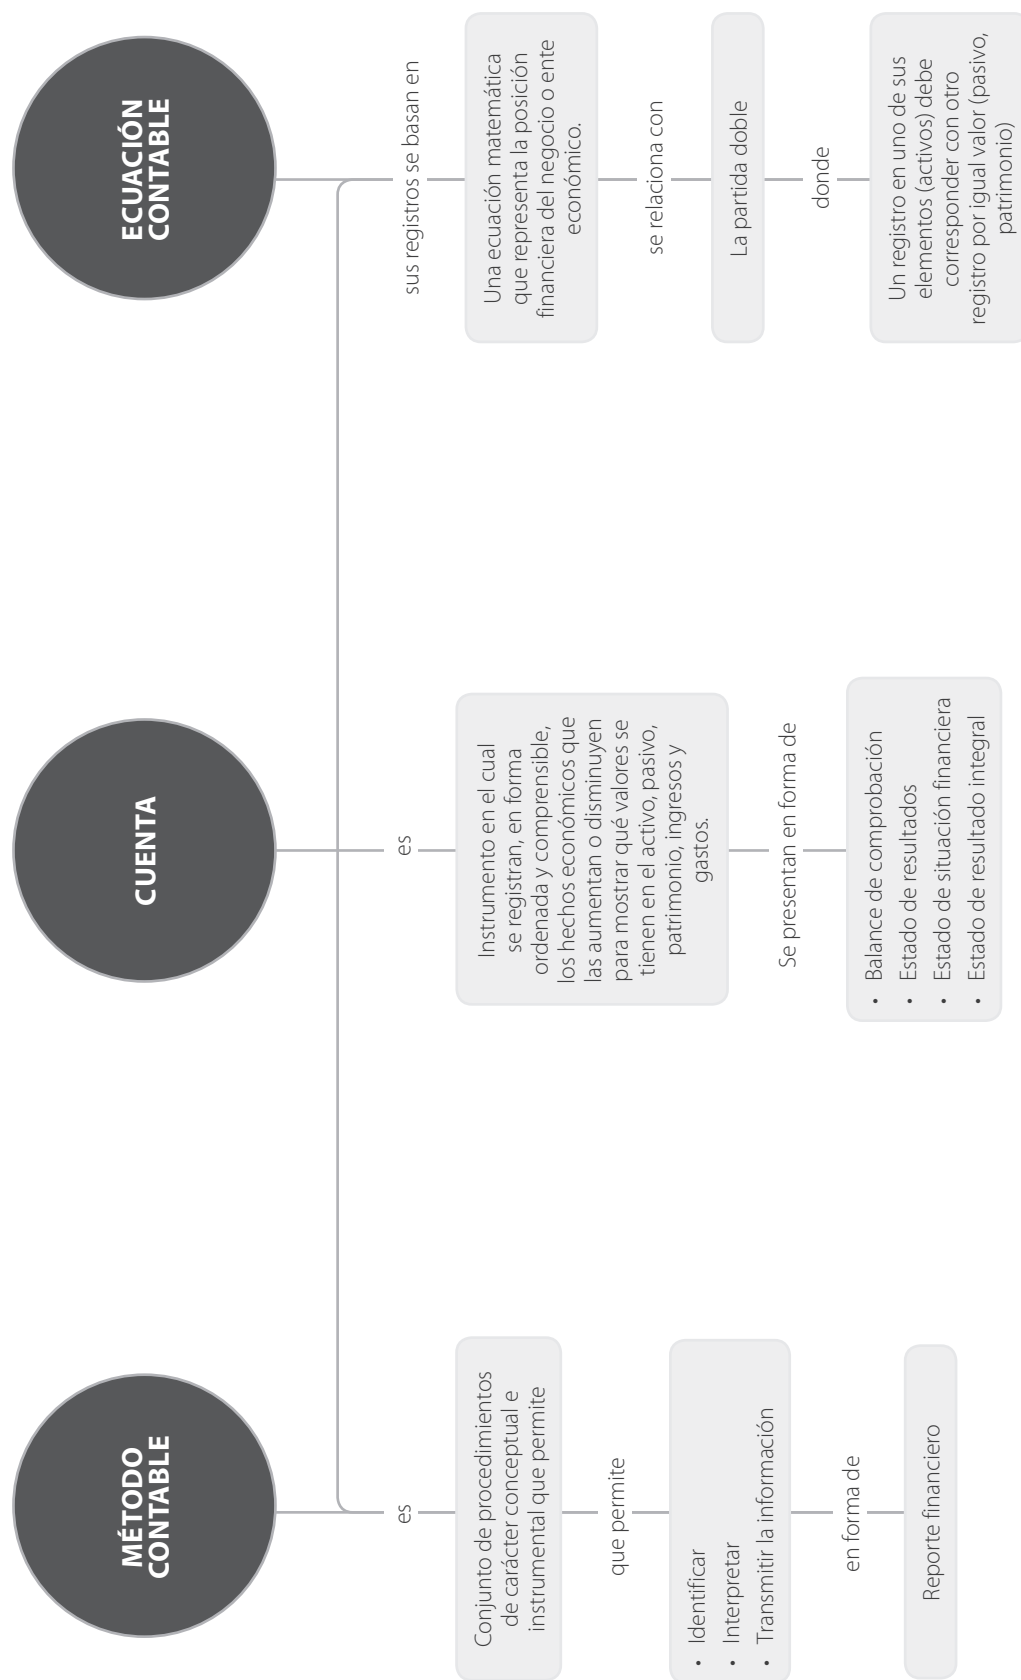 MÉTODO
CONTABLE
es
Conjunto de procedimientos
de carácter conceptual e
instrumental que permite
que permite
• Identificar
• Interpretar
• Transmitir la información
en forma de
Reporte financiero
CUENTA
es
Instrumento en el cual
se registran, en forma
ordenada y comprensible,
los hechos económicos que
las aumentan o disminuyen
para mostrar qué valores se
tienen en el activo, pasivo,
patrimonio, ingresos y
gastos.
Se presentan en forma de
• Balance de comprobación
• Estado de resultados
• Estado de situación financiera
• Estado de resultado integral
ECUACIÓN
CONTABLE
sus registros se basan en
Una ecuación matemática
que representa la posición
financiera del negocio o ente
económico.
se relaciona con
La partida doble
donde
Un registro en uno de sus
elementos (activos) debe
corresponder con otro
registro por igual valor (pasivo,
patrimonio)